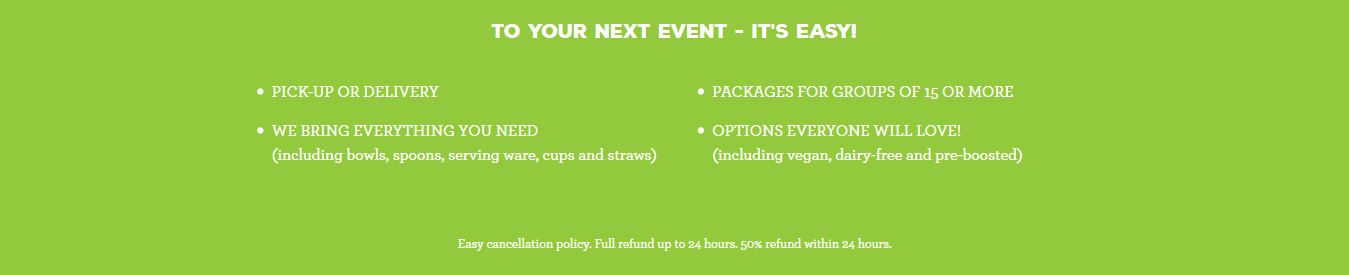 TO YOUR NEXT EVENT - IT'S EASY!
• PICK-UP OR DELIVERY
• WE BRING EVERYTHING YOU NEED
(including bowls, spoons, serving ware, cups and straws)
• PACKAGES FOR GROUPS OF 15 OR MORE
• OPTIONS EVERYONE WILL LOVE!
(including vegan, dairy-free and pre-boosted)
Easy cancellation policy. Full refund up to 24 hours. 50% refund within 24 hours.